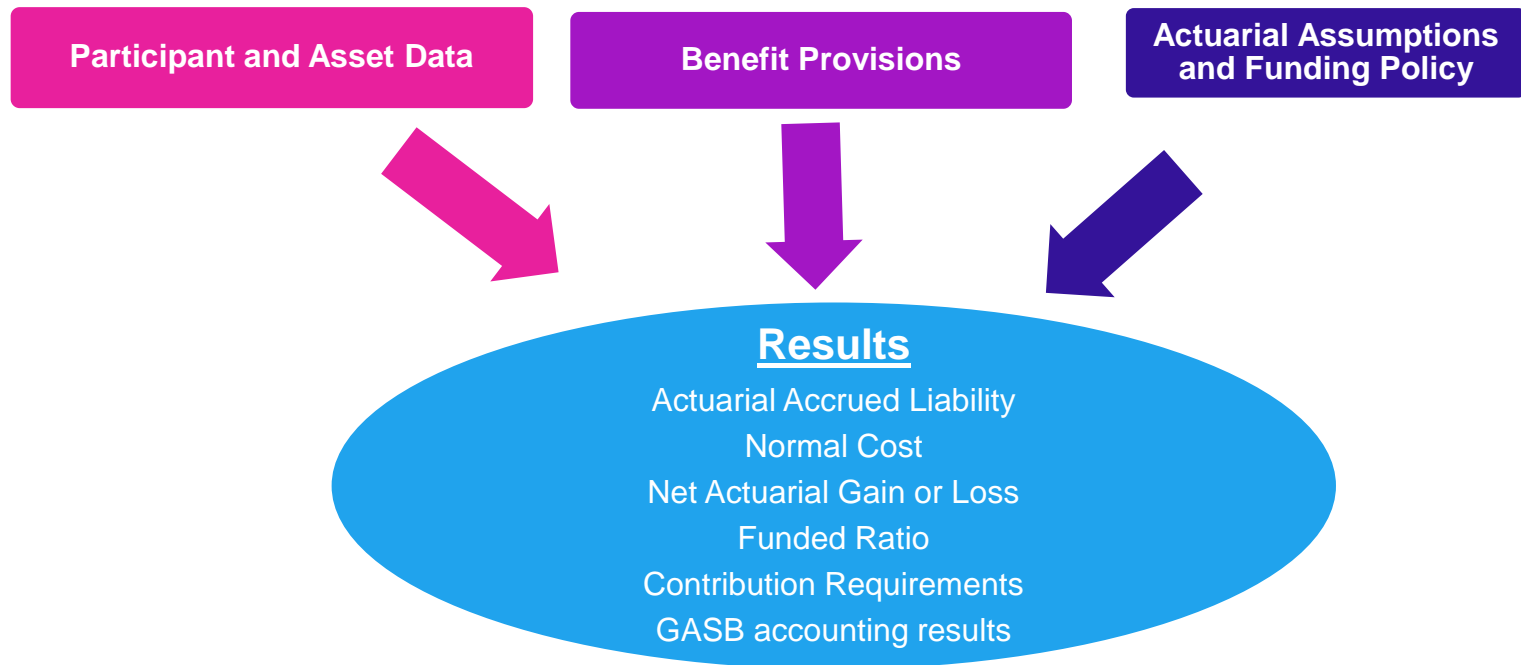 Participant and Asset Data
Benefit Provisions
Actuarial Assumptions
and Funding Policy
Results
Actuarial Accrued Liability
Normal Cost
Net Actuarial Gain or Loss
Funded Ratio
Contribution Requirements
GASB accounting results